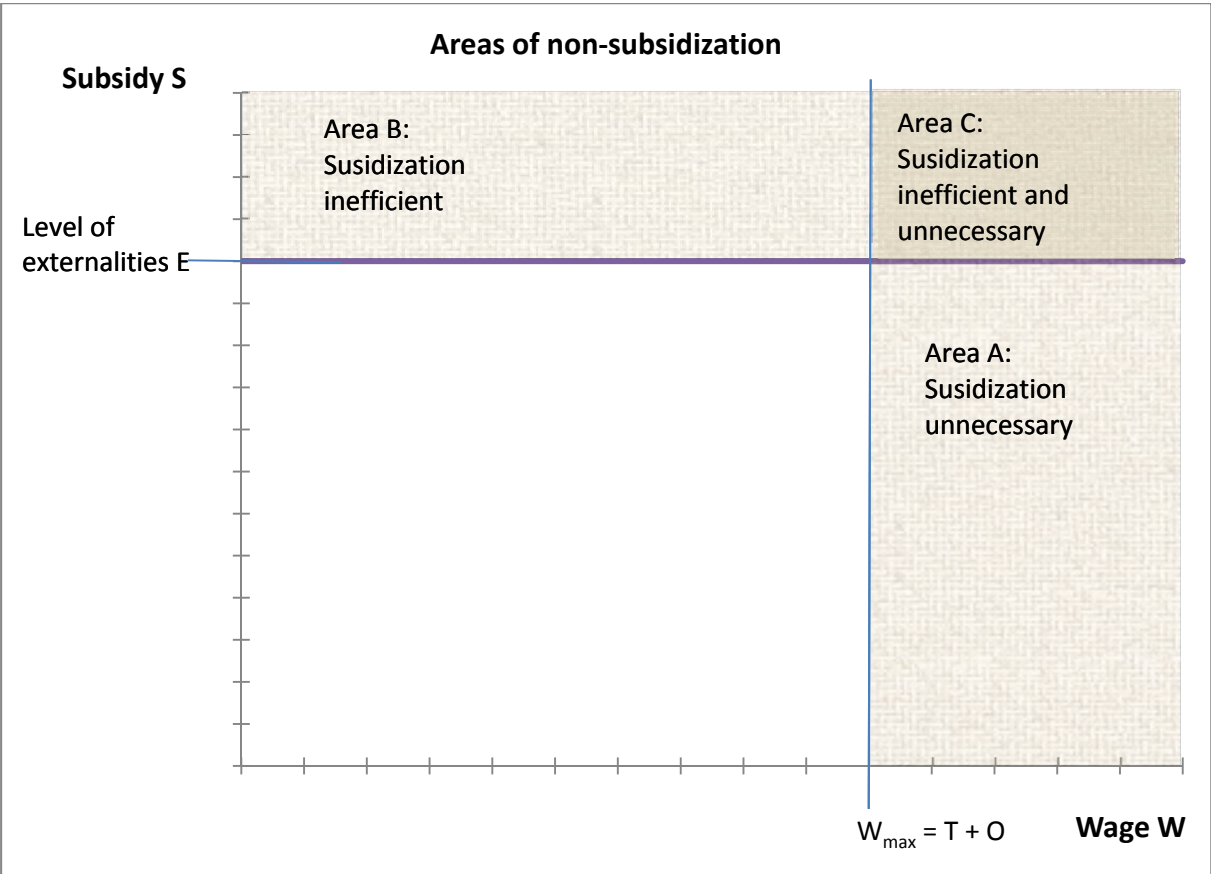 Areas of non-subsidization
Subsidy S
Area B:
Susidization
inefficient
Area C:
Susidization
inefficient and
unnecessary
Level of
externalities E
Area A:
Susidization
unnecessary
Wmax = T + O
Wage W